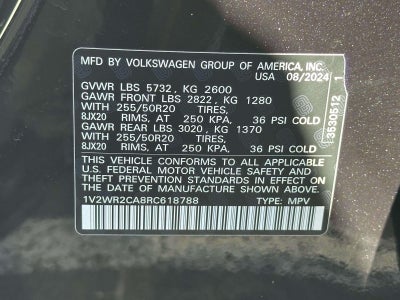 MFD BY VOLKSWAGEN GROUP OF AMERICA, INC.
USA 08/2024
GVWR LBS 5732, KG 2600
GAWR FRONT LBS 2822, KG 1280
WITH 255/50R20 TIRES,
8JX20 RIMS, AT 250 KPA, 36 PSI COLD
GAWR REAR LBS 3020, KG 1370
WITH 255/50R20 TIRES,
8JX20 RIMS, AT 250 KPA, 36 PSI COLD
THIS VEHICLE CONFORMS TO ALL APPLICABLE
U.S. FEDERAL MOTOR VEHICLE SAFETY AND
THEFT PREVENTION STANDARDS IN EFFECT ON
THE DATE OF MANUFACTURE SHOWN ABOVE.
1V2WR2CA8RC618788 TYPE: MPV
3530512 1